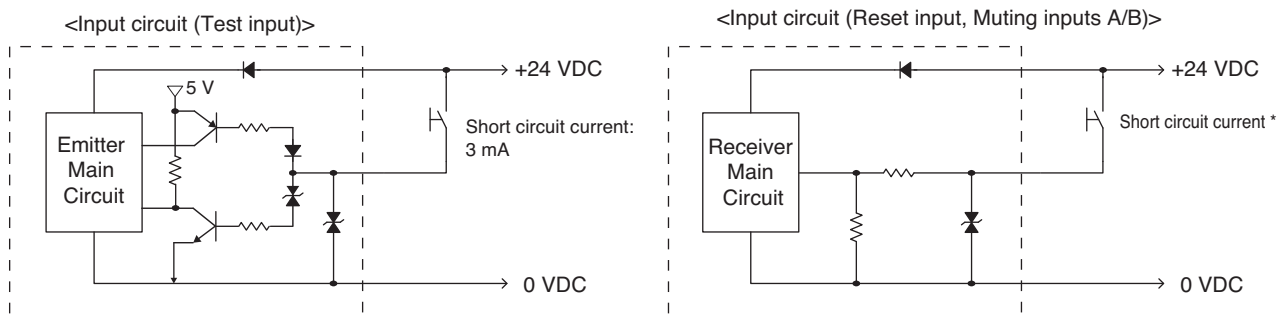 <Input circuit (Test input)>
+24 VDC
5 V
Emitter
Main
Circuit
Short circuit current:
3 mA
0 VDC
<Input circuit (Reset input, Muting inputs A/B)>
+24 VDC
Receiver
Main
Circuit
Short circuit current *
0 VDC